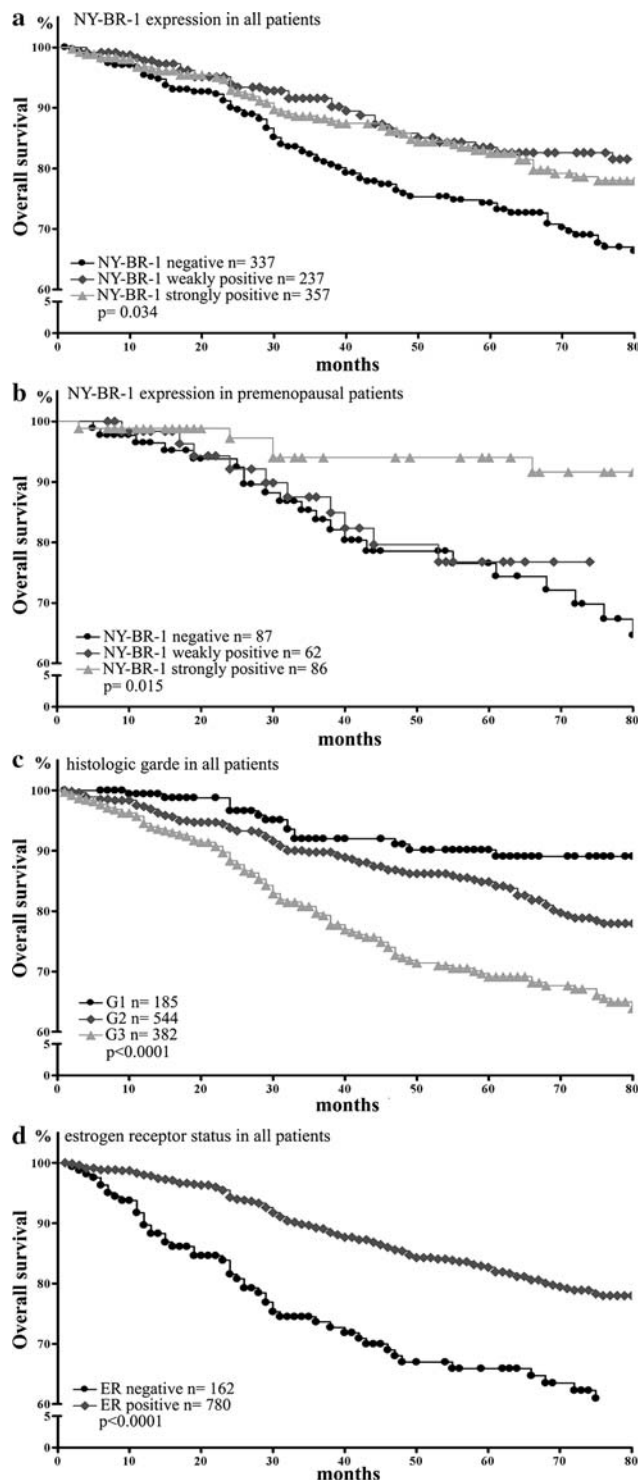 a
% NY-BR-1 expression in all patients
100
90
80
70
60
5
0
Overall survival
NY-BR-1 negative n= 337
NY-BR-1 weakly positive n= 237
NY-BR-1 strongly positive n= 357
p= 0.034
0 10 20 30 40 50 60 70 80
months
b
% NY-BR-1 expression in premenopausal patients
100
90
80
70
60
5
0
Overall survival
NY-BR-1 negative n= 87
NY-BR-1 weakly positive n= 62
NY-BR-1 strongly positive n= 86
p= 0.015
0 10 20 30 40 50 60 70 80
months
c
% histologic garde in all patients
100
90
80
70
60
5
0
Overall survival
G1 n= 185
G2 n= 544
G3 n= 382
p<0.0001
0 10 20 30 40 50 60 70 80
months
d
% estrogen receptor status in all patients
100
90
80
70
60
5
0
Overall survival
ER negative n= 162
ER positive n= 780
p<0.0001
0 10 20 30 40 50 60 70 80
months